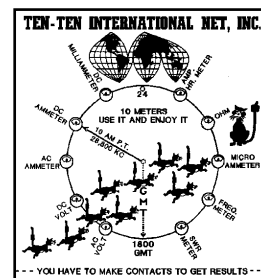 TEN-TEN INTERNATIONAL NET, INC.
DC
MILLIAMMETER
24
AMP
HR. METER
DC
AMMETER
10 METERS
USE IT AND ENJOY IT
OHM
10 AM P.T.
28,800 KC
AC
AMMETER
MICRO
AMMETER
GMT
DC
VOLT
FREQ.
METER
AC
VOLT
SWR
METER
1800
GMT
- - - YOU HAVE TO MAKE CONTACTS TO GET RESULTS - - -